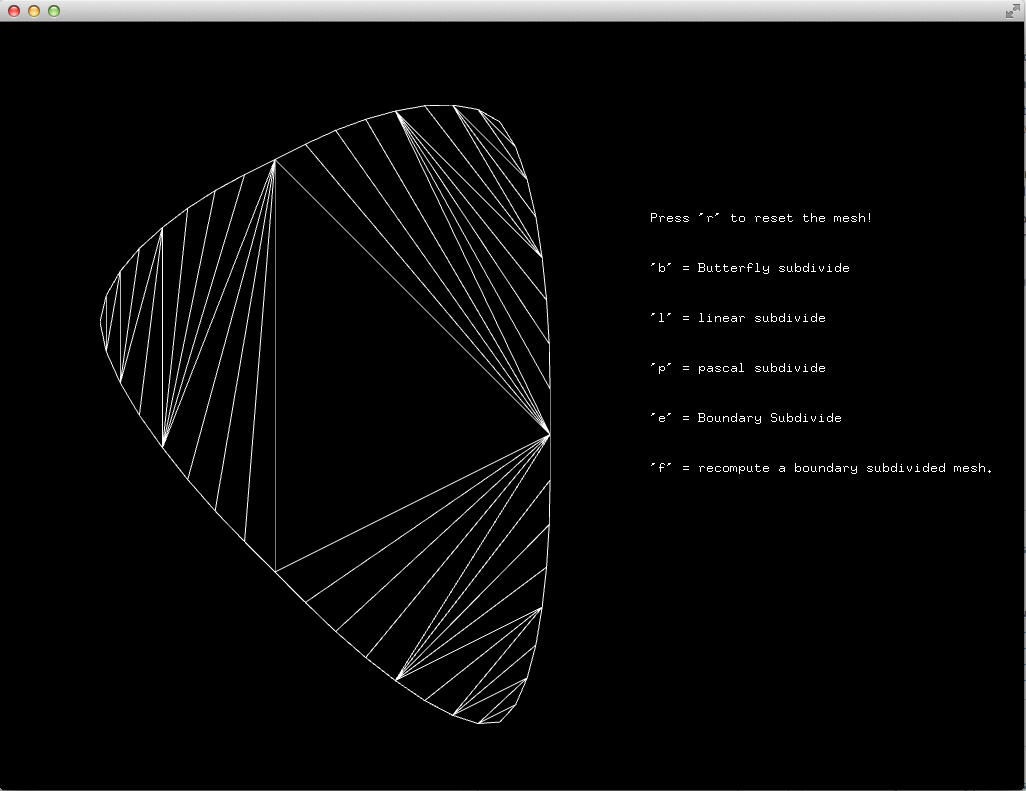 Press "r" to reset the mesh!
"b" = Butterfly subdivide
"l" = linear subdivide
"p" = pascal subdivide
"e" = Boundary Subdivide
"f" = recompute a boundary subdivided mesh.